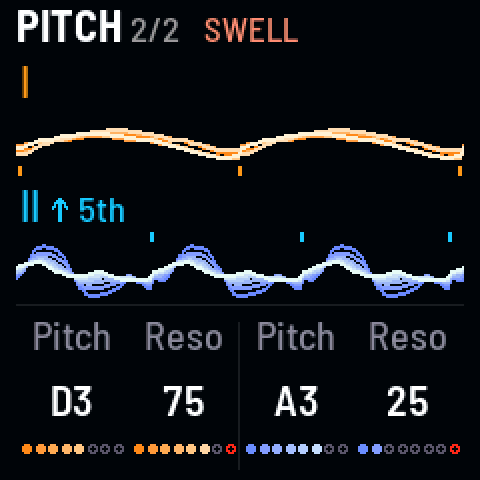 PITCH 2/2 SWELL
I
II ↑ 5th
Pitch Reso Pitch Reso
D3 75 A3 25